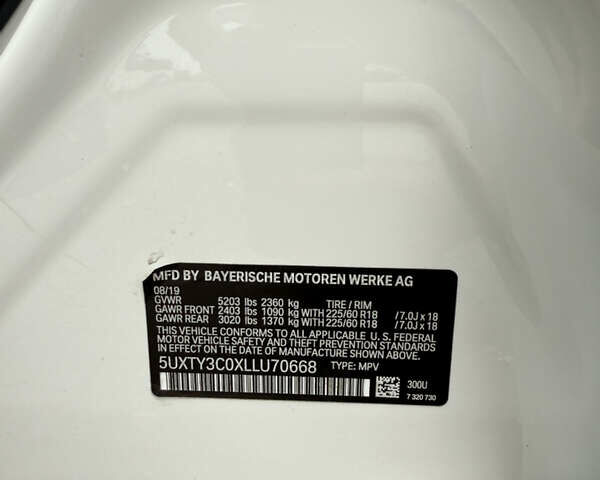 MFD BY BAYERISCHE MOTOREN WERKE AG
08/19
GVWR 5203 lbs 2360 kg TIRE / RIM
GAWR FRONT 2403 lbs 1090 kg WITH 225/60 R18 /7.0J x 18
GAWR REAR 3020 lbs 1370 kg WITH 225/60 R18 /7.0J x 18
THIS VEHICLE CONFORMS TO ALL APPLICABLE U. S. FEDERAL
MOTOR VEHICLE SAFETY AND THEFT PREVENTION STANDARDS
IN EFFECT ON THE DATE OF MANUFACTURE SHOWN ABOVE.
5UXTY3C0XLLU70668 TYPE: MPV
300U
7 320 730